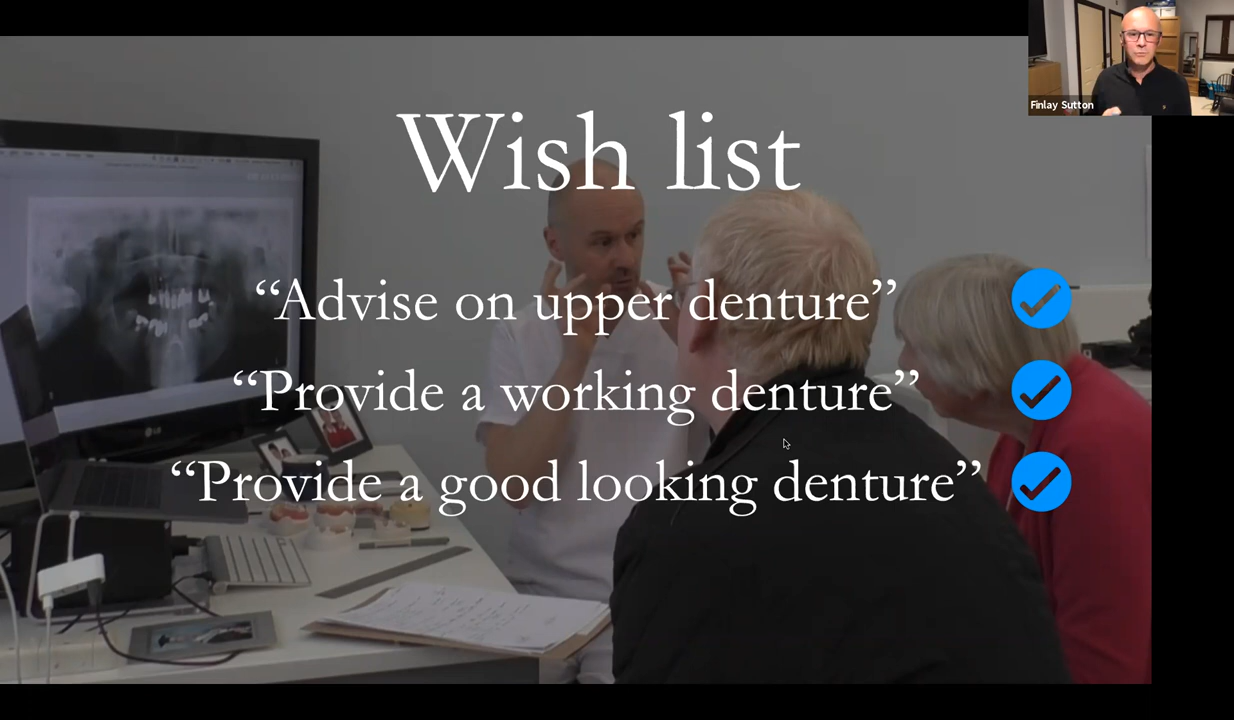 Finlay Sutton
Wish list
“Advise on upper denture”
“Provide a working denture”
“Provide a good looking denture”